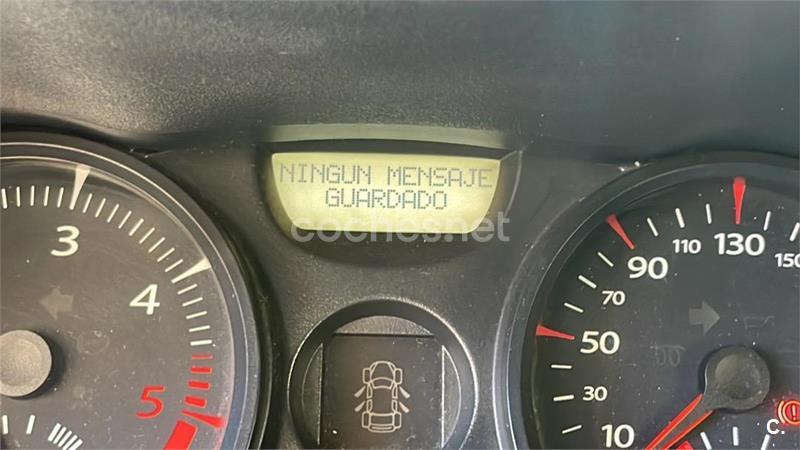 NINGUN MENSAJE
GUARDADO
coches.net
3
4
5
10
30
50
70
90
110
130
150
C.